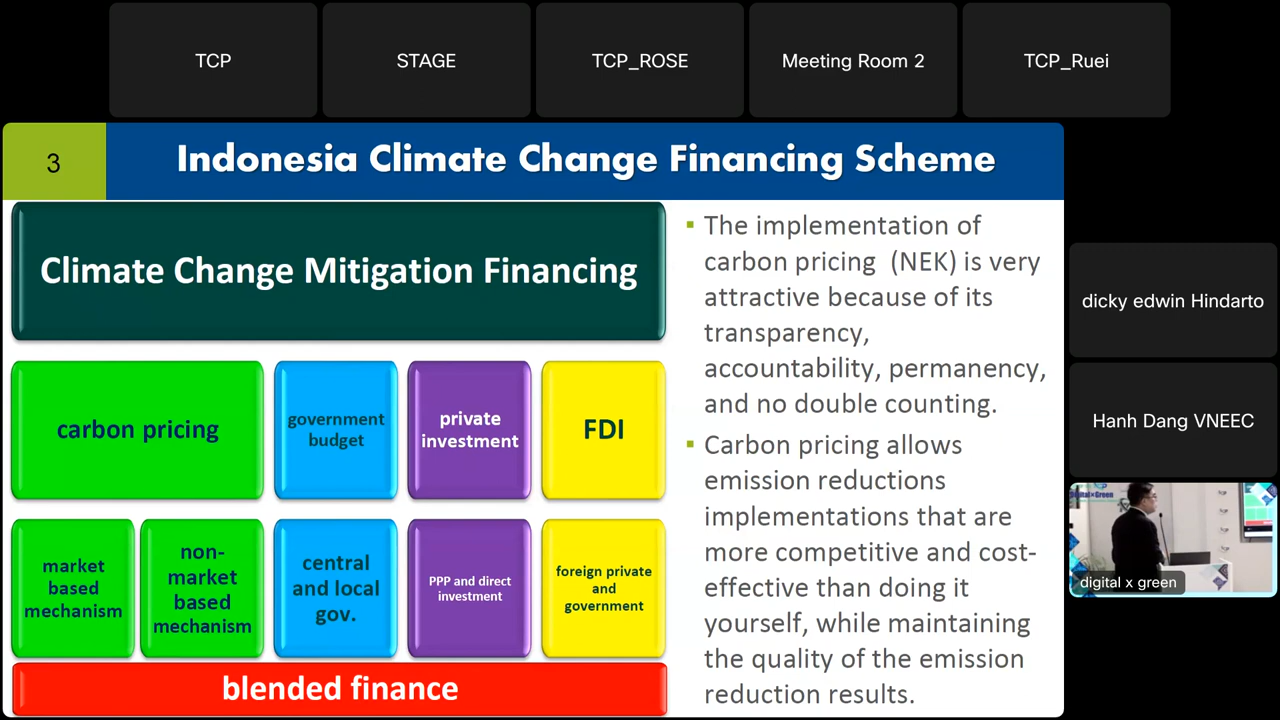 TCP
STAGE
TCP_ROSE
Meeting Room 2
TCP_Ruei
3
Indonesia Climate Change Financing Scheme
Climate Change Mitigation Financing
carbon pricing
government
budget
private
investment
FDI
market
based
mechanism
non-
market
based
mechanism
central
and local
gov.
PPP and direct
investment
foreign private
and
government
blended finance
▪ The implementation of
carbon pricing (NEK) is very
attractive because of its
transparency,
accountability, permanency,
and no double counting.
▪ Carbon pricing allows
emission reductions
implementations that are
more competitive and cost-
effective than doing it
yourself, while maintaining
the quality of the emission
reduction results.
dicky edwin Hindarto
Hanh Dang VNEEC
Digital×Green
digital x green